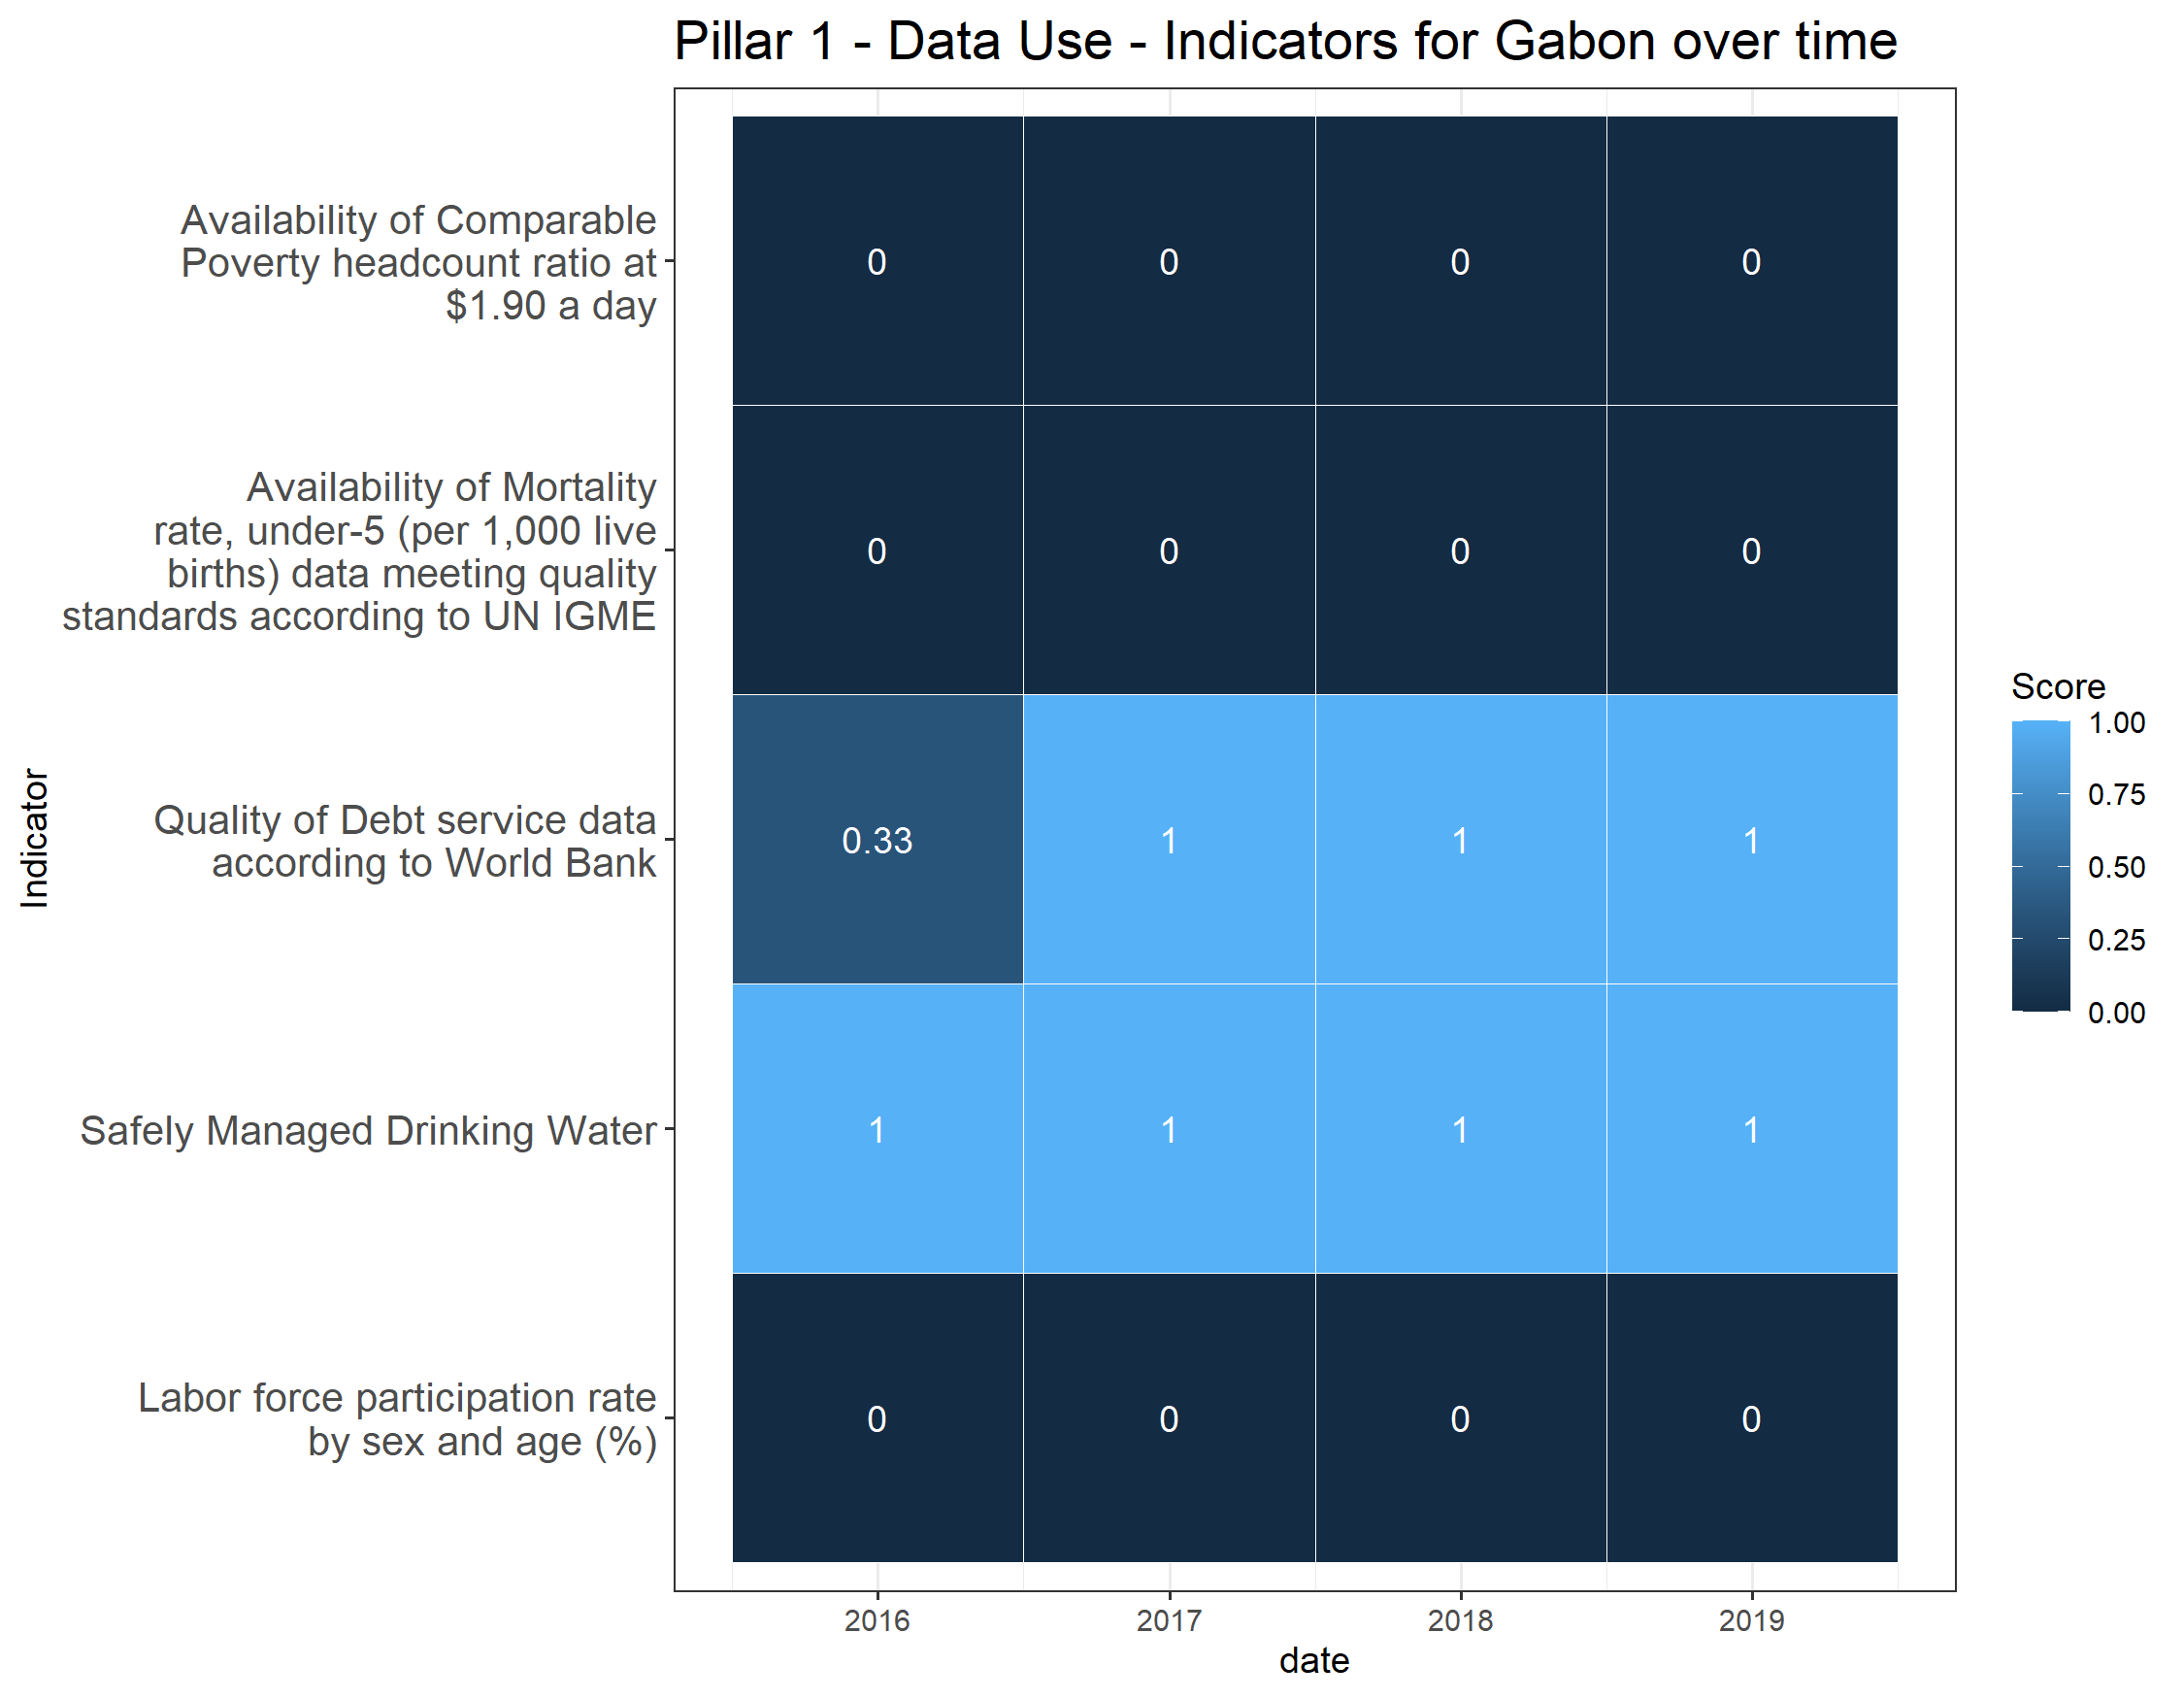 Pillar 1 - Data Use - Indicators for Gabon over time
Indicator
Availability of Comparable
Poverty headcount ratio at
$1.90 a day
0 0 0 0
Availability of Mortality
rate, under-5 (per 1,000 live
births) data meeting quality
standards according to UN IGME
0 0 0 0
Quality of Debt service data
according to World Bank
0.33 1 1 1
Safely Managed Drinking Water
1 1 1 1
Labor force participation rate
by sex and age (%)
0 0 0 0
2016 2017 2018 2019
date
Score
1.00
0.75
0.50
0.25
0.00